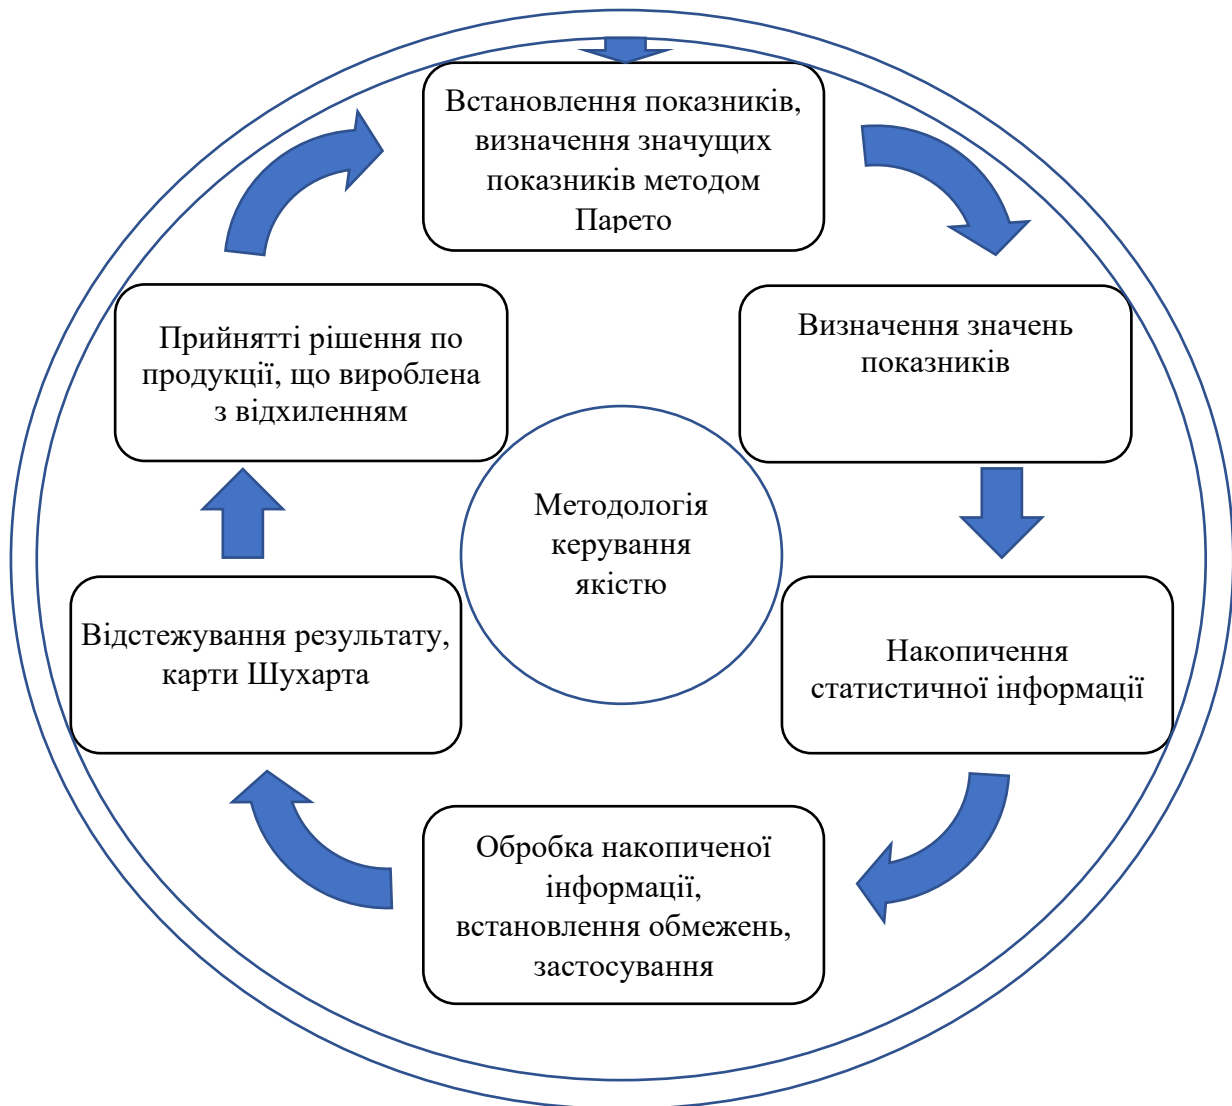 Встановлення показників,
визначення значущих
показників методом
Парето
Визначення значень
показників
Накопичення
статистичної інформації
Обробка накопиченої
інформації,
встановлення обмежень,
застосування
Відстежування результату,
карти Шухарта
Прийнятті рішення по
продукції, що вироблена
з відхиленням
Методологія
керування
якістю